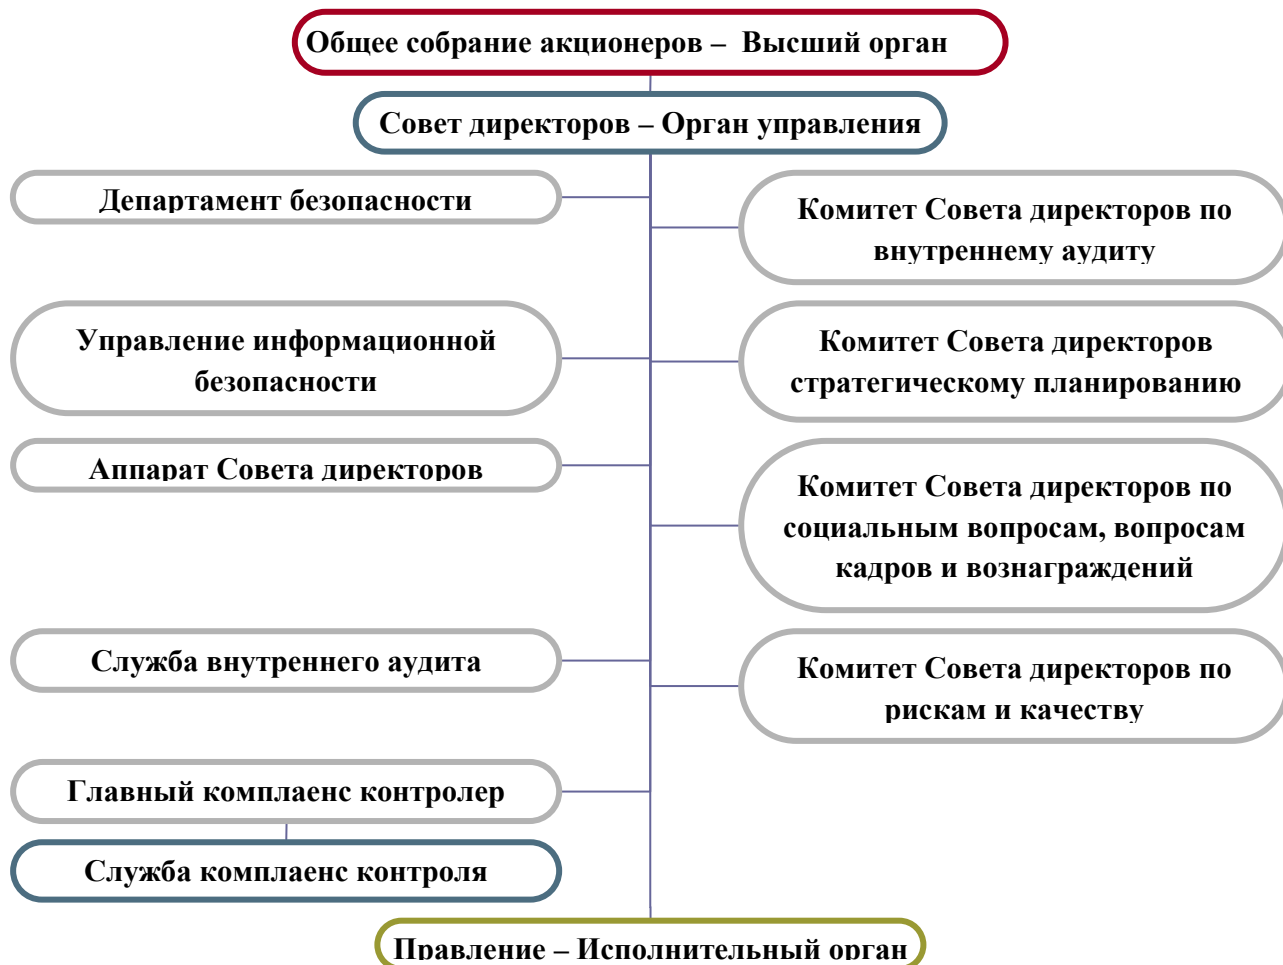 Общее собрание акционеров – Высший орган
Совет директоров – Орган управления
Департамент безопасности
Комитет Совета директоров по
внутреннему аудиту
Управление информационной
безопасности
Комитет Совета директоров
стратегическому планированию
Аппарат Совета директоров
Комитет Совета директоров по
социальным вопросам, вопросам
кадров и вознаграждений
Служба внутреннего аудита
Комитет Совета директоров по
рискам и качеству
Главный комплаенс контролер
Служба комплаенс контроля
Правление – Исполнительный орган